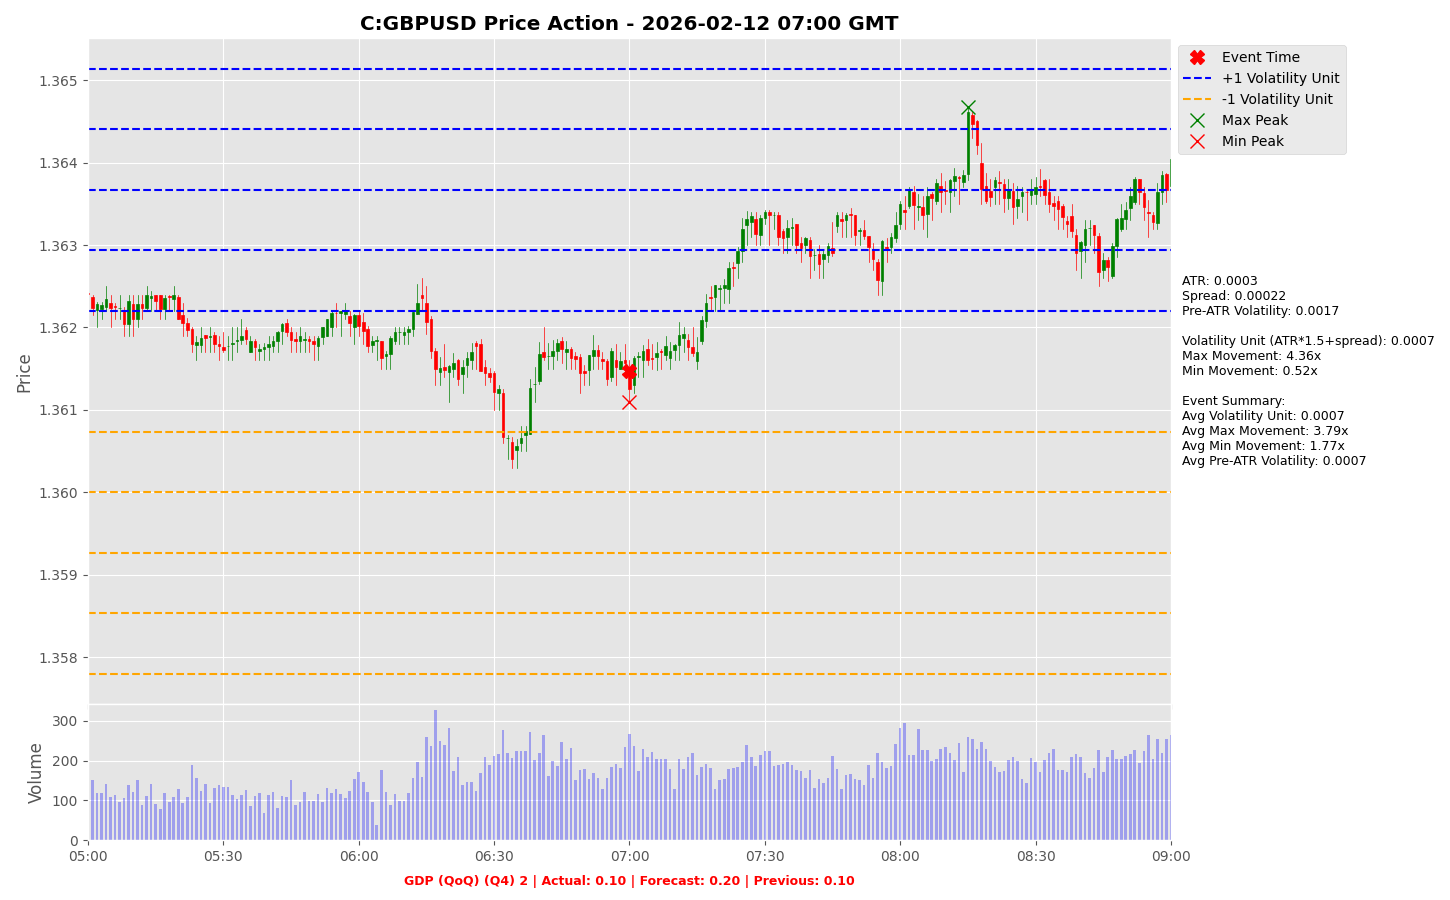 C:GBPUSD Price Action - 2026-02-12 07:00 GMT
Event Time
+1 Volatility Unit
-1 Volatility Unit
Max Peak
Min Peak
Price
1.365
1.364
1.363
1.362
1.361
1.360
1.359
1.358
ATR: 0.0003
Spread: 0.00022
Pre-ATR Volatility: 0.0017
Volatility Unit (ATR*1.5+spread): 0.0007
Max Movement: 4.36x
Min Movement: 0.52x
Event Summary:
Avg Volatility Unit: 0.0007
Avg Max Movement: 3.79x
Avg Min Movement: 1.77x
Avg Pre-ATR Volatility: 0.0007
Volume
300
200
100
0
05:00 05:30 06:00 06:30 07:00 07:30 08:00 08:30 09:00
GDP (QoQ) (Q4) 2 | Actual: 0.10 | Forecast: 0.20 | Previous: 0.10